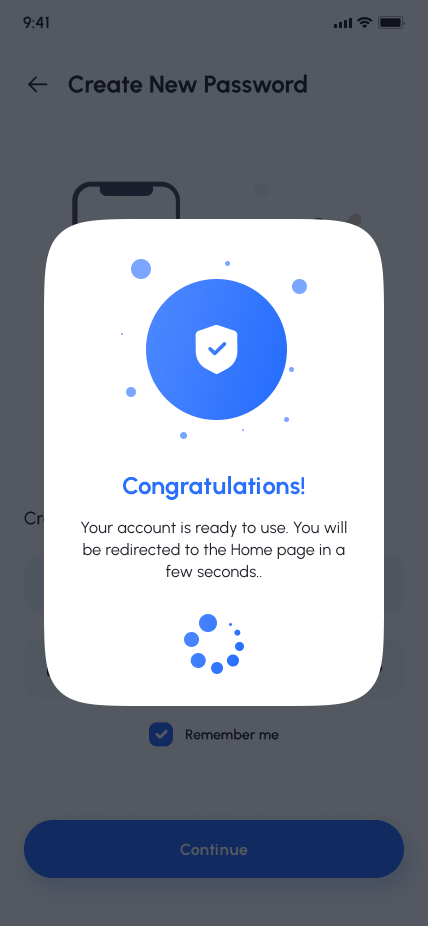 9:41
Create New Password
Congratulations!
Your account is ready to use. You will
be redirected to the Home page in a
few seconds..
Remember me
Continue